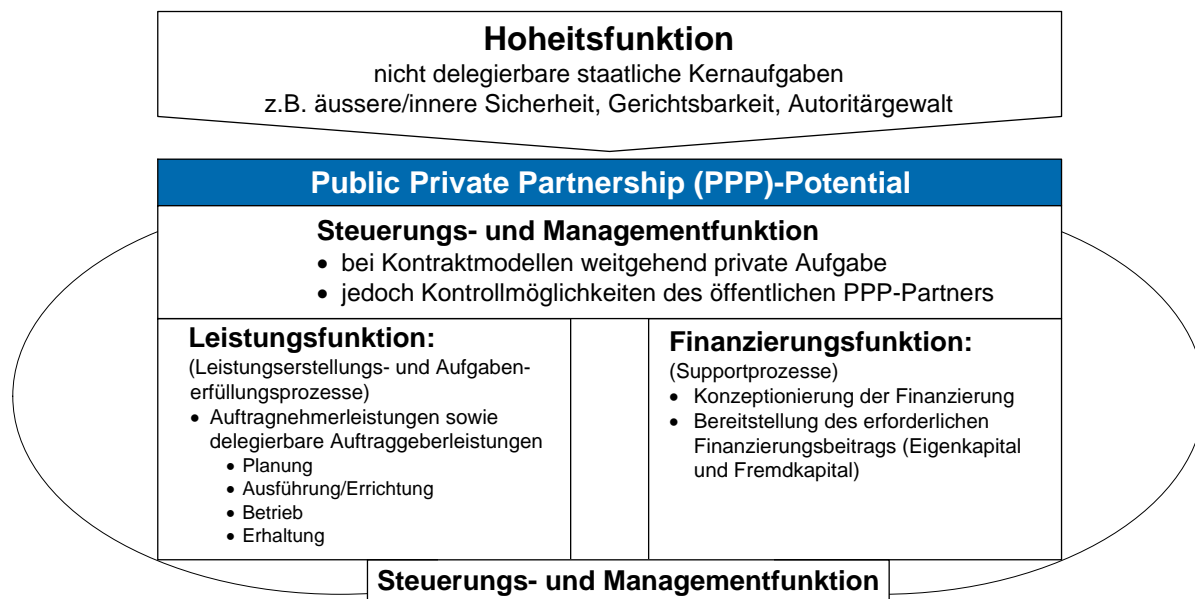 Hoheitsfunktion
nicht delegierbare staatliche Kernaufgaben
z.B. äussere/innere Sicherheit, Gerichtsbarkeit, Autoritärgewalt
Public Private Partnership (PPP)-Potential
Steuerungs- und Managementfunktion
• bei Kontraktmodellen weitgehend private Aufgabe
• jedoch Kontrollmöglichkeiten des öffentlichen PPP-Partners
Leistungsfunktion:
(Leistungserstellungs- und Aufgaben-
erfüllungsprozesse)
• Auftragnehmerleistungen sowie
delegierbare Auftraggeberleistungen
• Planung
• Ausführung/Errichtung
• Betrieb
• Erhaltung
Finanzierungsfunktion:
(Supportprozesse)
• Konzeptionierung der Finanzierung
• Bereitstellung des erforderlichen
Finanzierungsbeitrags (Eigenkapital
und Fremdkapital)
Steuerungs- und Managementfunktion